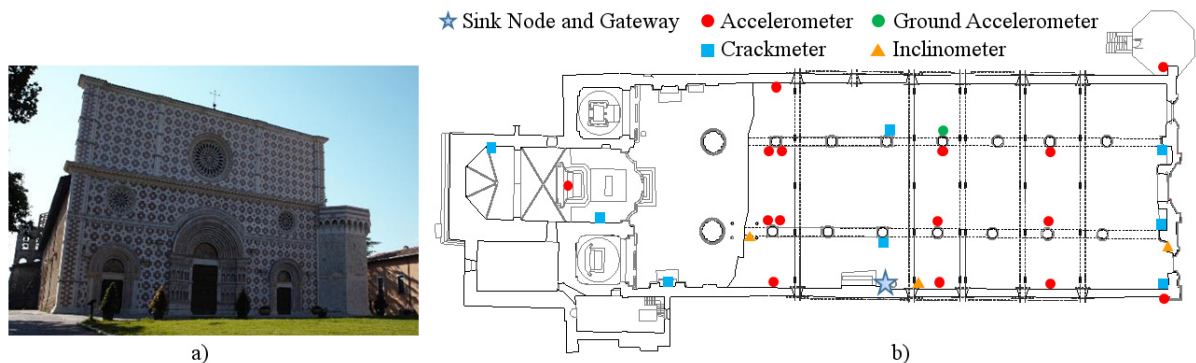 Sink Node and Gateway Accelerometer Ground Accelerometer
Crackmeter Inclinometer
a) b)